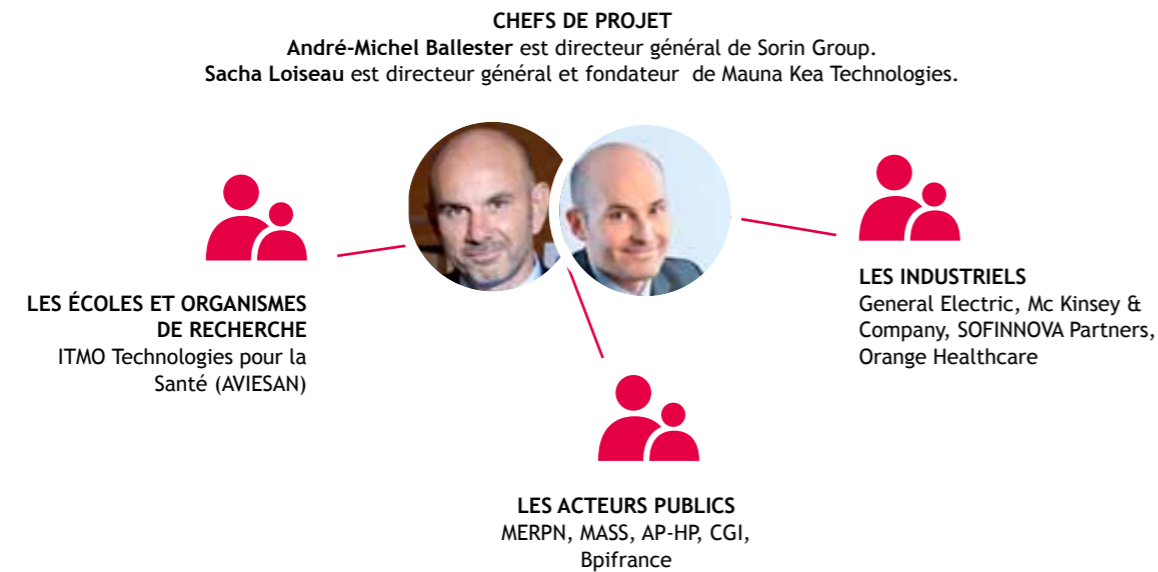 CHEFS DE PROJET
André-Michel Ballester est directeur général de Sorin Group.
Sacha Loiseau est directeur général et fondateur de Mauna Kea Technologies.
LES ÉCOLES ET ORGANISMES
DE RECHERCHE
ITMO Technologies pour la
Santé (AVIESAN)
LES INDUSTRIELS
General Electric, Mc Kinsey &
Company, SOFINNOVA Partners,
Orange Healthcare
LES ACTEURS PUBLICS
MERPN, MASS, AP-HP, CGI,
Bpifrance